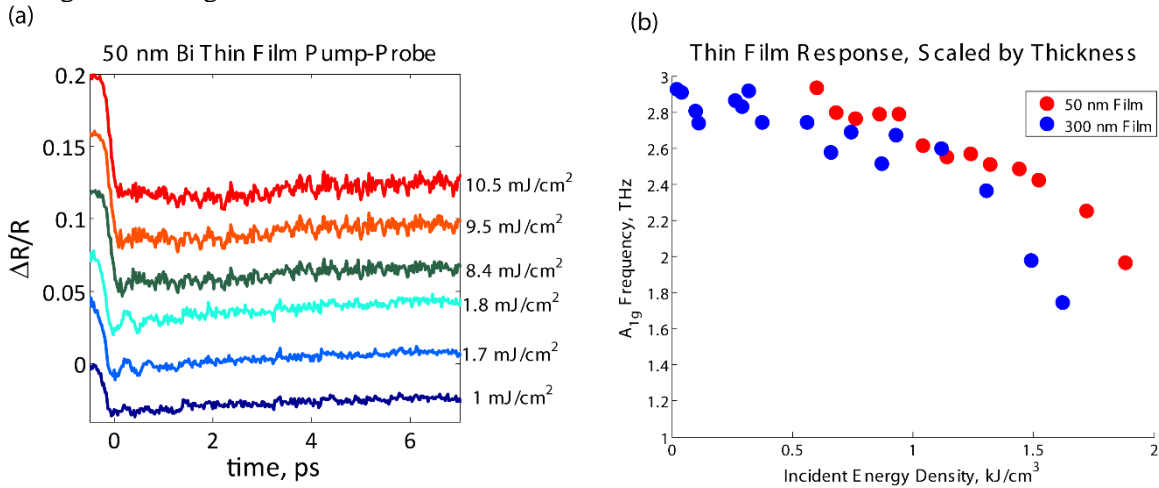 (a)
50 nm Bi Thin Film Pump-Probe
0.2
0.15
0.1
0.05
0
ΔR/R
10.5 mJ/cm²
9.5 mJ/cm²
8.4 mJ/cm²
1.8 mJ/cm²
1.7 mJ/cm²
1 mJ/cm²
0 2 4 6
time, ps
(b)
Thin Film Response, Scaled by Thickness
3
2.8
2.6
2.4
2.2
2
1.8
1.6
1.4
1.2
1
A1g Frequency, THz
50 nm Film
300 nm Film
0 0.5 1 1.5 2
Incident Energy Density, kJ/cm³